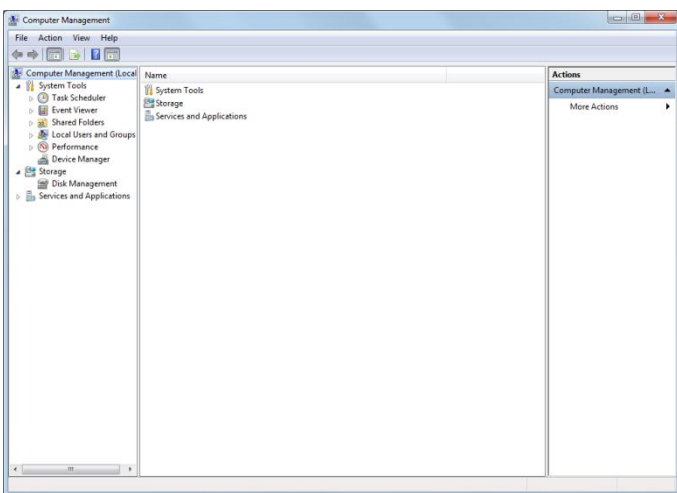 Computer Management
File Action View Help
Computer Management (Local
System Tools
Task Scheduler
Event Viewer
Shared Folders
Local Users and Groups
Performance
Device Manager
Storage
Disk Management
Services and Applications
Name
System Tools
Storage
Services and Applications
Actions
Computer Management (L...
More Actions